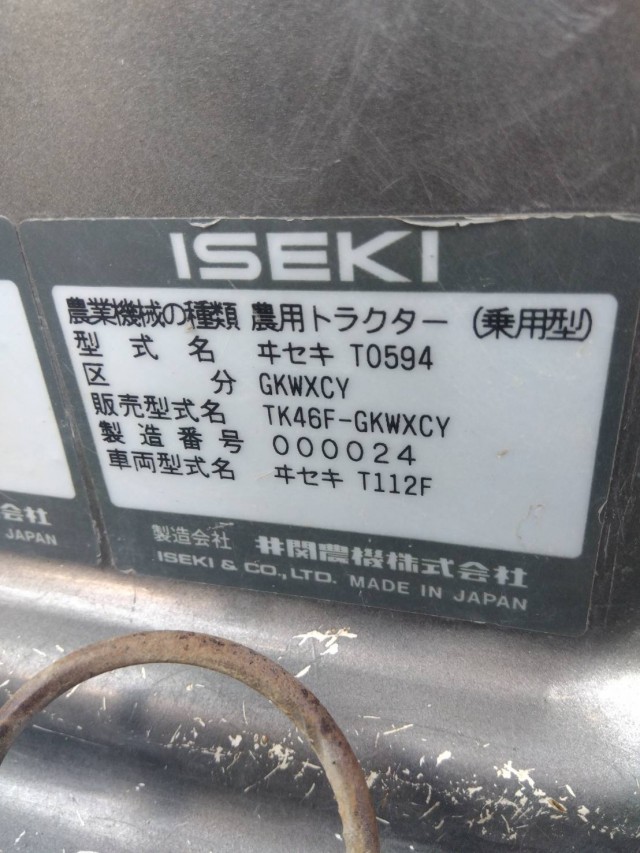 ISEKI
農業機械の種類 農用トラクター (乗用型)
型式名 ヰセキ T0594
区分 GKWXCY
販売型式名 TK46F-GKWXCY
製造番号 000024
車両型式名 ヰセキ T112F
製造会社 井関農機株式会社
ISEKI & CO., LTD. MADE IN JAPAN
会社
JAPAN